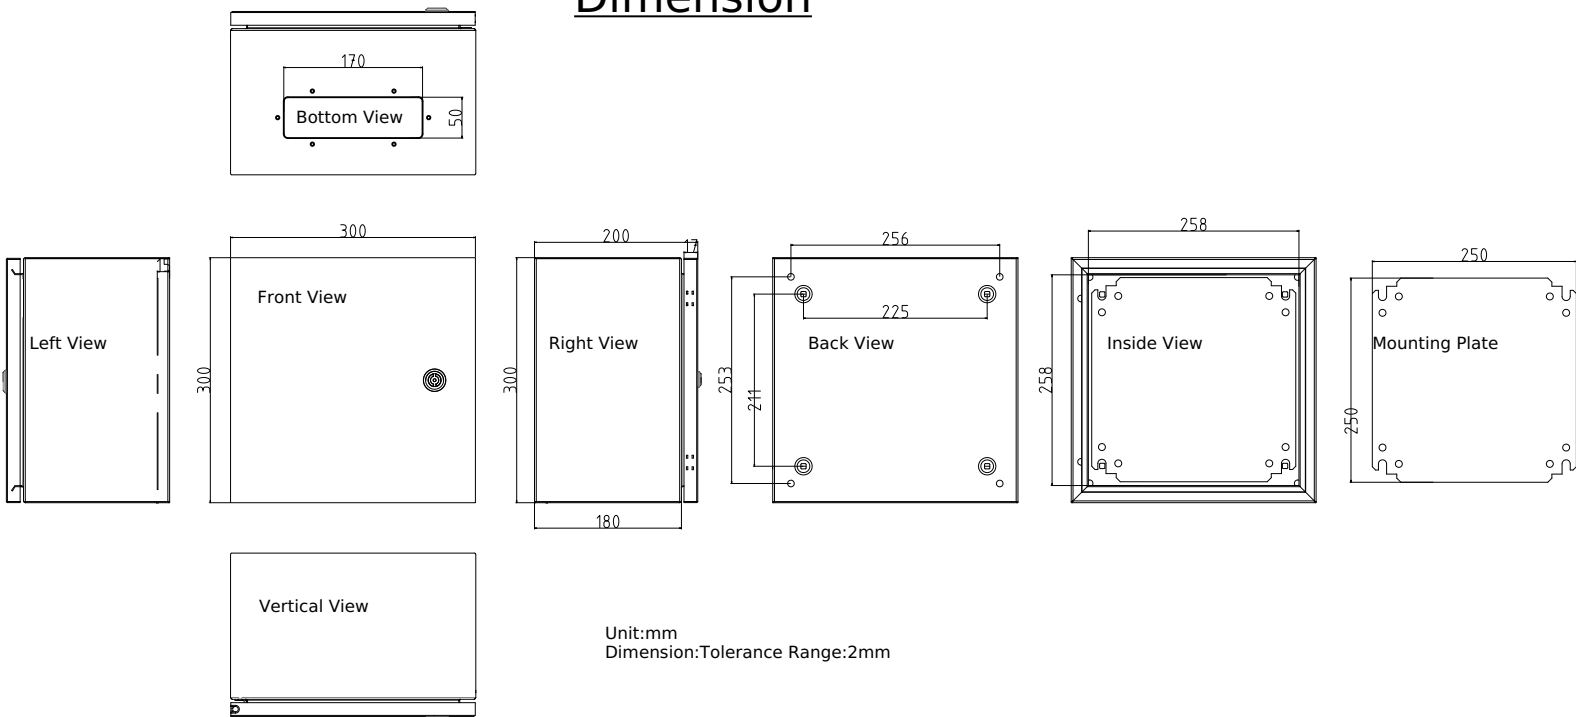 Dimension
170
Bottom View
50
300
200
17
256
258
250
15
Front View
225
Left View
Right View
Back View
Inside View
Mounting Plate
300
300
253
211
258
250
180
Vertical View
Unit:mm
Dimension:Tolerance Range:2mm